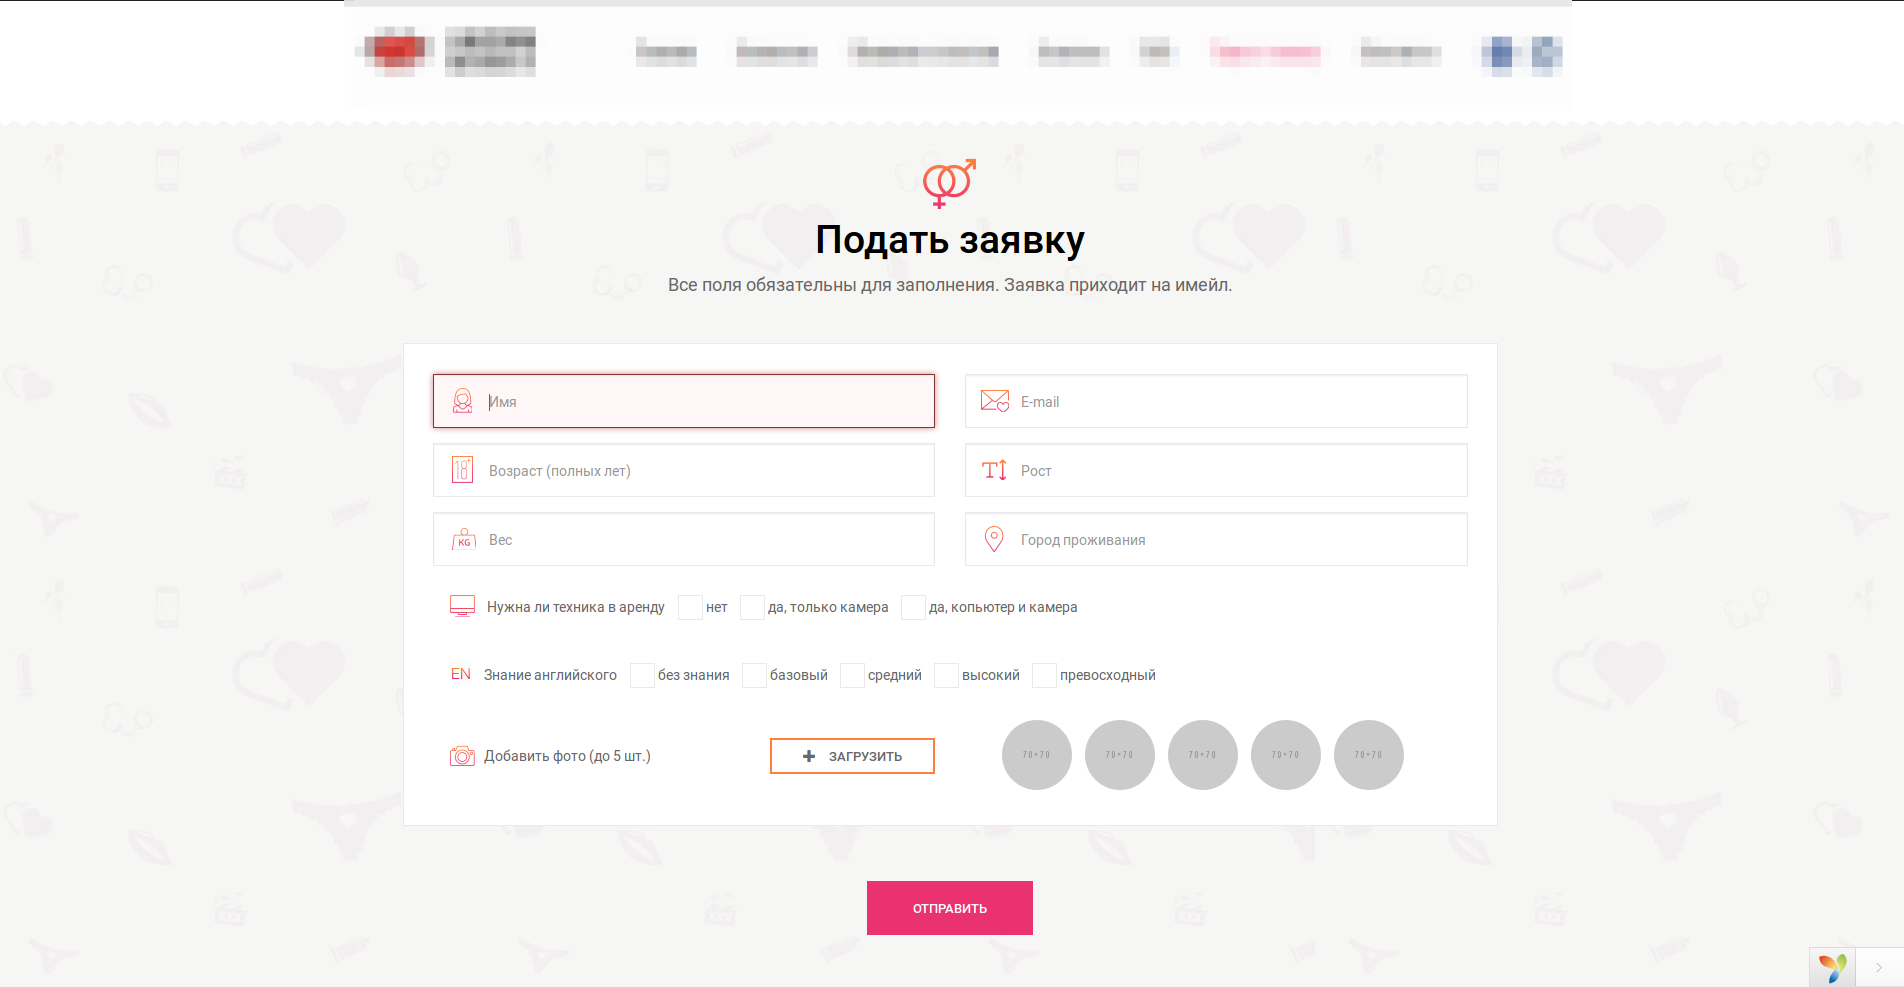 Подать заявку
Все поля обязательны для заполнения. Заявка приходит на имейл.
Имя
E-mail
18+ Возраст (полных лет)
Рост
KG Вес
Город проживания
Нужна ли техника в аренду нет да, только камера да, копьютер и камера
EN Знание английского без знания базовый средний высокий превосходный
Добавить фото (до 5 шт.) ЗАГРУЗИТЬ 70×70 70×70 70×70 70×70 70×70
ОТПРАВИТЬ